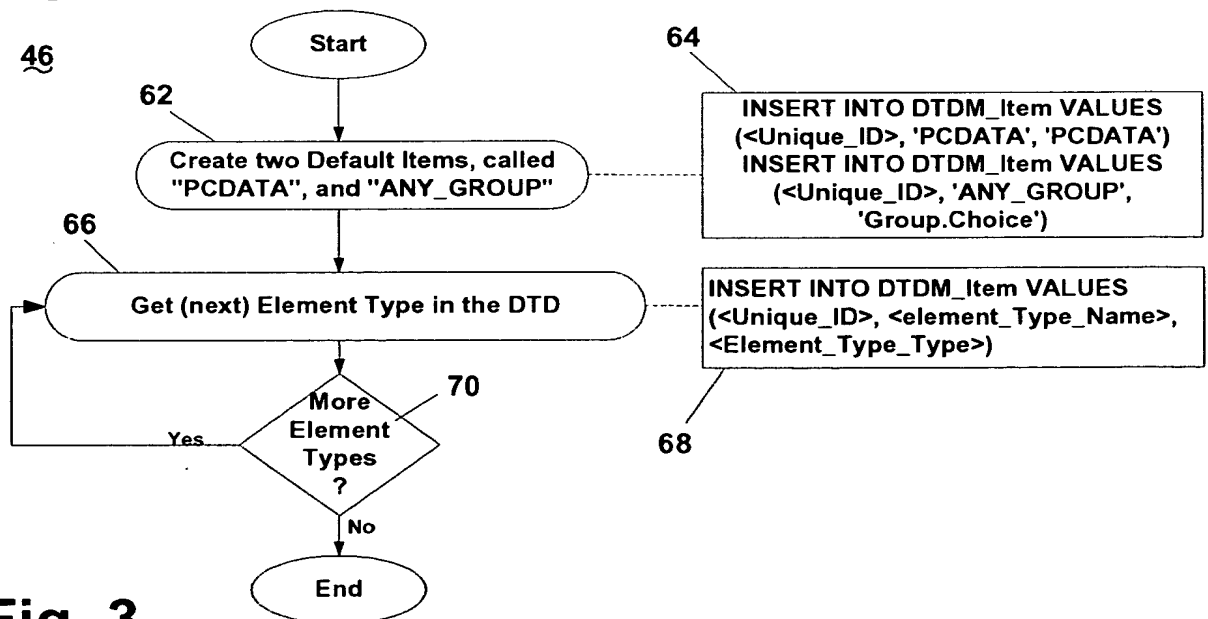 46
Start
62
64
Create two Default Items, called
"PCDATA", and "ANY_GROUP"
INSERT INTO DTDM_Item VALUES
(<Unique_ID>, 'PCDATA', 'PCDATA')
INSERT INTO DTDM_Item VALUES
(<Unique_ID>, 'ANY_GROUP',
'Group.Choice')
66
Get (next) Element Type in the DTD
INSERT INTO DTDM_Item VALUES
(<Unique_ID>, <element_Type_Name>,
<Element_Type_Type>)
68
More
Element
Types
?
70
Yes
No
End
Fig. 3